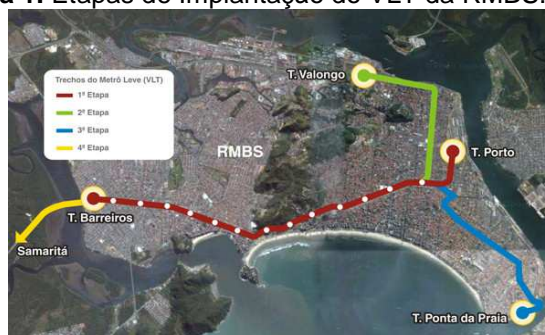 1. Etapas de Implantação do VLT da RMBS.
Trechos do Metrô Leve (VLT)
1ª Etapa
2ª Etapa
3ª Etapa
4ª Etapa
T. Valongo
RMBS
T. Porto
T. Barreiros
Samaritá
T. Ponta da Praia